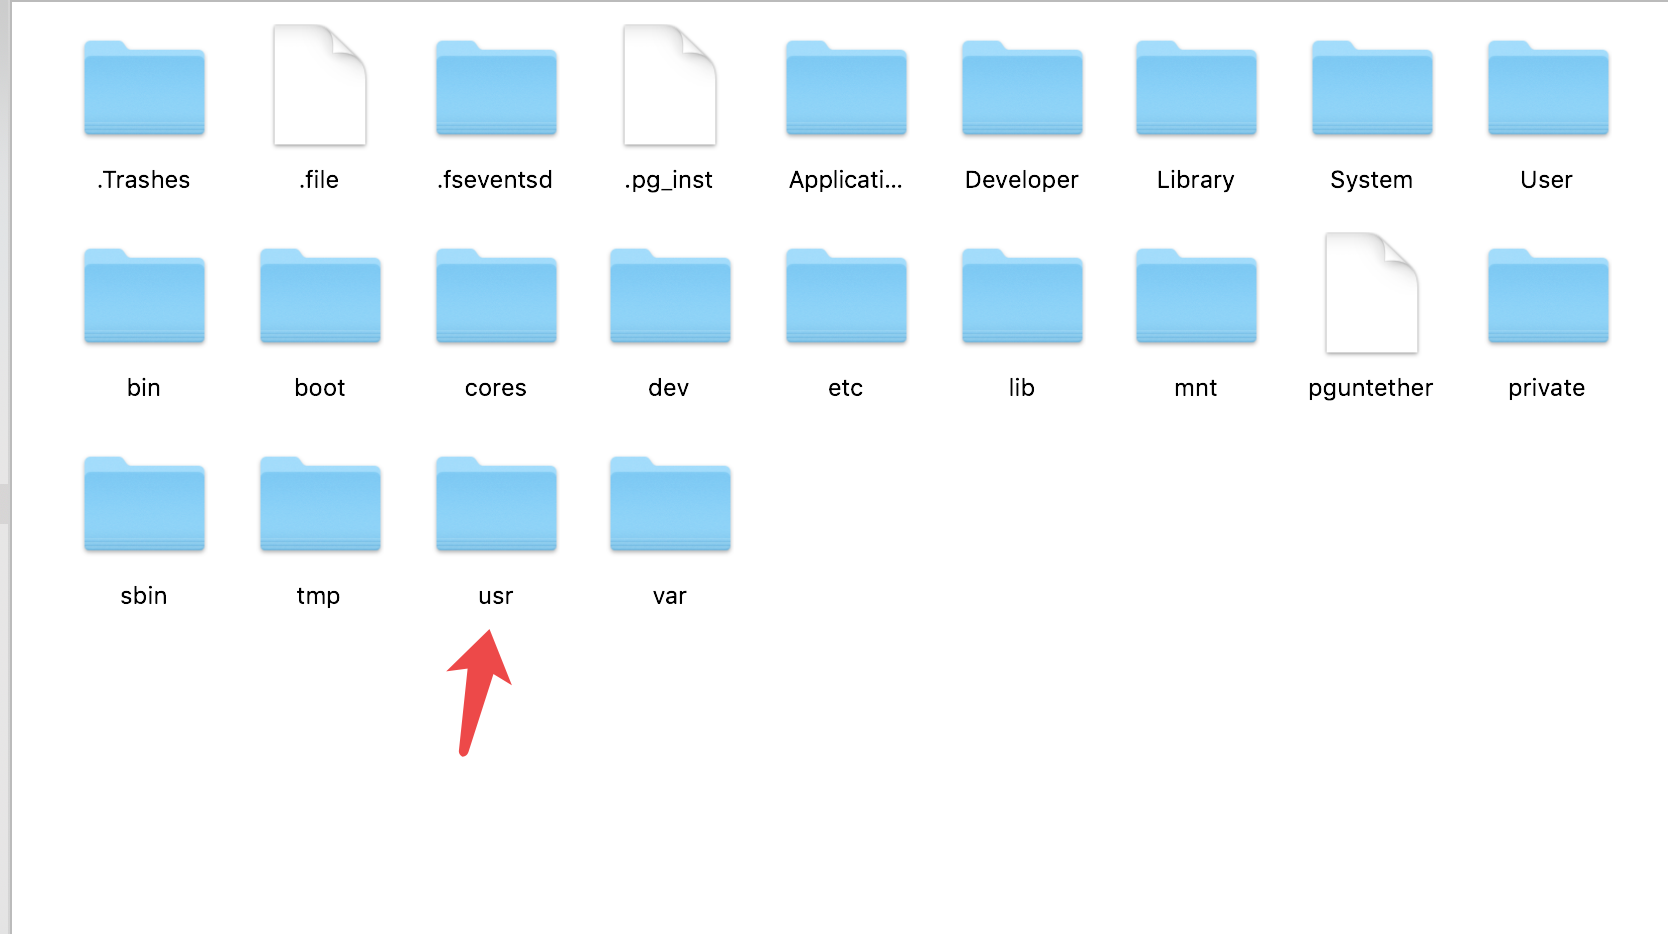 .Trashes .file .fseventsd .pg_inst Applicati... Developer Library System User
bin boot cores dev etc lib mnt pguntether private
sbin tmp usr var